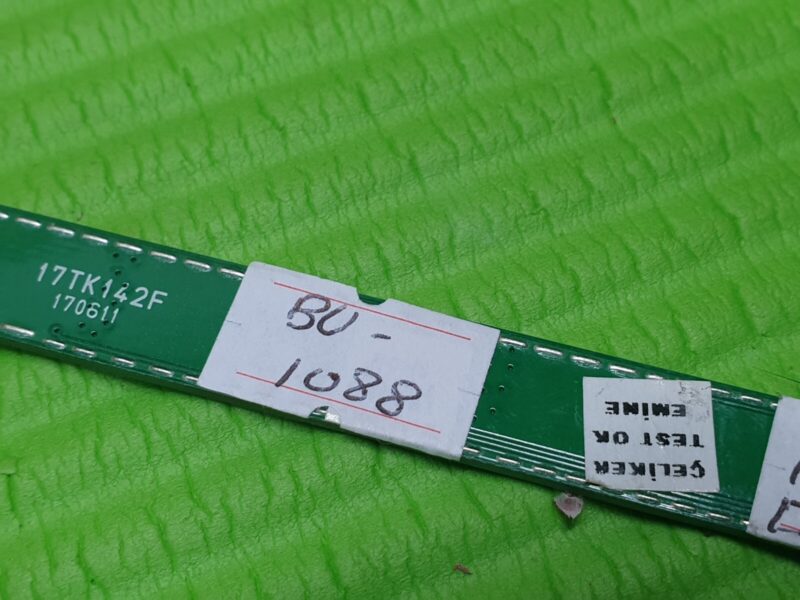 17TK142F
170611
BU-
1088
ÇELİKER
TEST OK
EMİNE